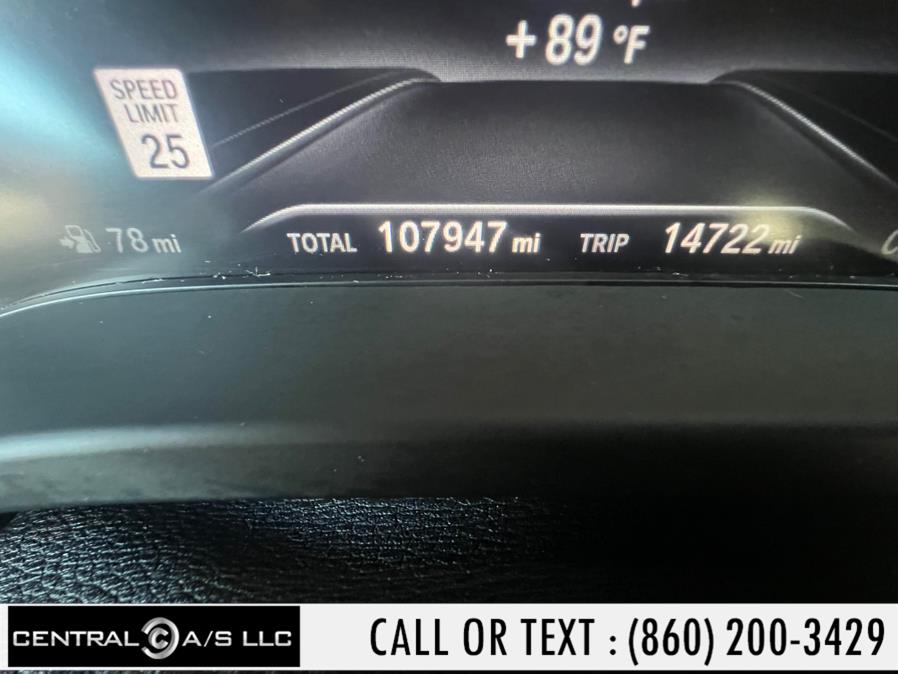 +89 °F
SPEED
LIMIT
25
78 mi
TOTAL 107947 mi TRIP 14722 mi
CENTRAL C A/S LLC
CALL OR TEXT : (860) 200-3429